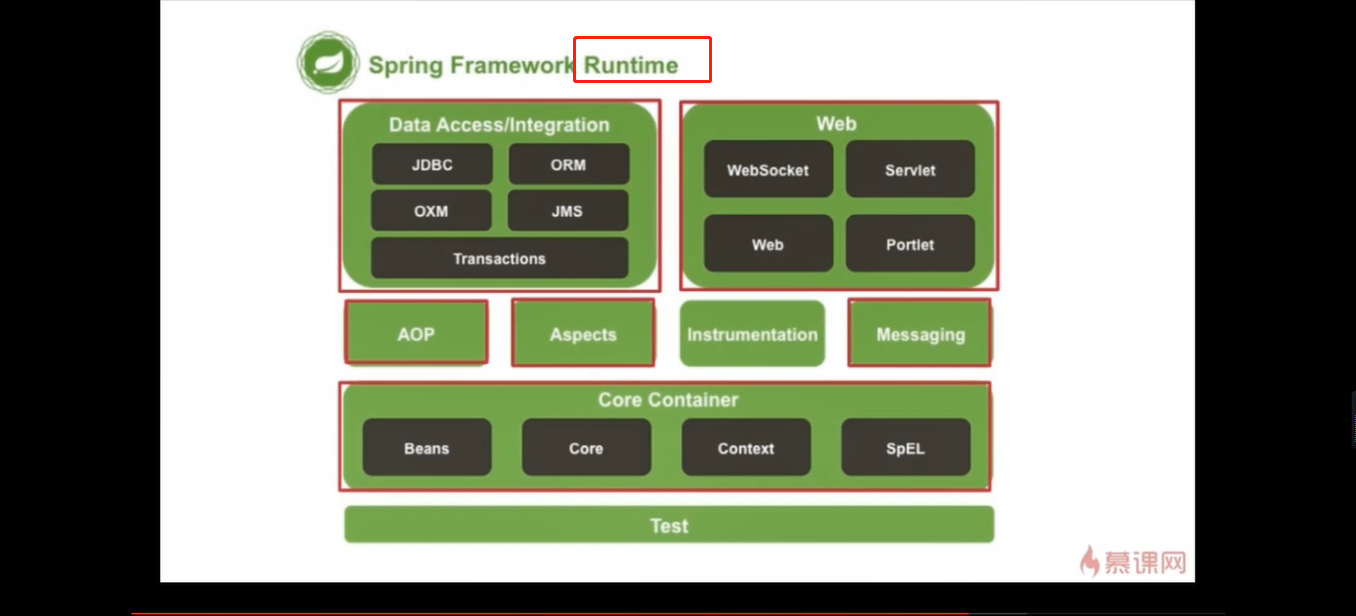 Spring Framework Runtime
Data Access/Integration
JDBC
ORM
OXM
JMS
Transactions
Web
WebSocket
Servlet
Web
Portlet
AOP
Aspects
Instrumentation
Messaging
Core Container
Beans
Core
Context
SpEL
Test
慕课网